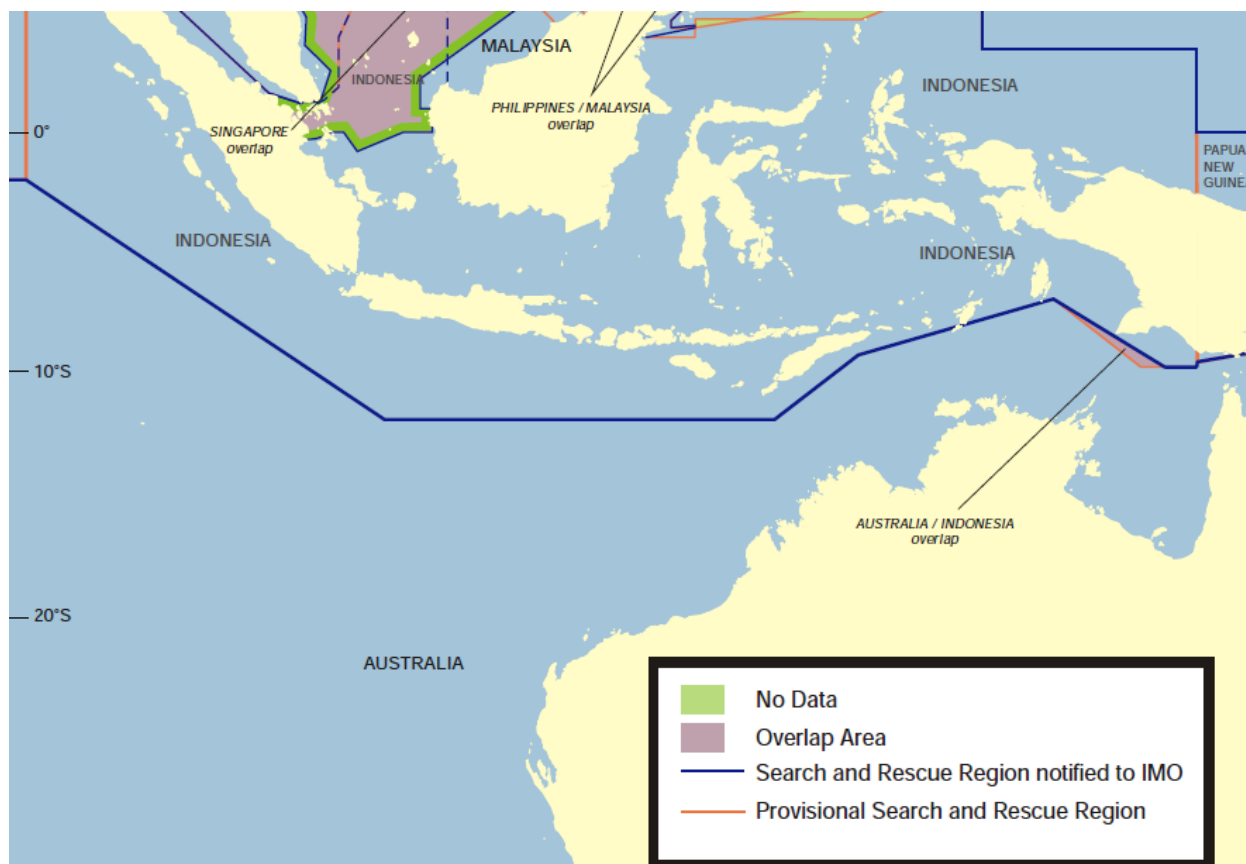 MALAYSIA
INDONESIA
INDONESIA
PHILIPPINES / MALAYSIA
overlap
0°
SINGAPORE
overlap
PAPUA
NEW
GUINE
INDONESIA
INDONESIA
10°S
AUSTRALIA / INDONESIA
overlap
20°S
AUSTRALIA
No Data
Overlap Area
Search and Rescue Region notified to IMO
Provisional Search and Rescue Region